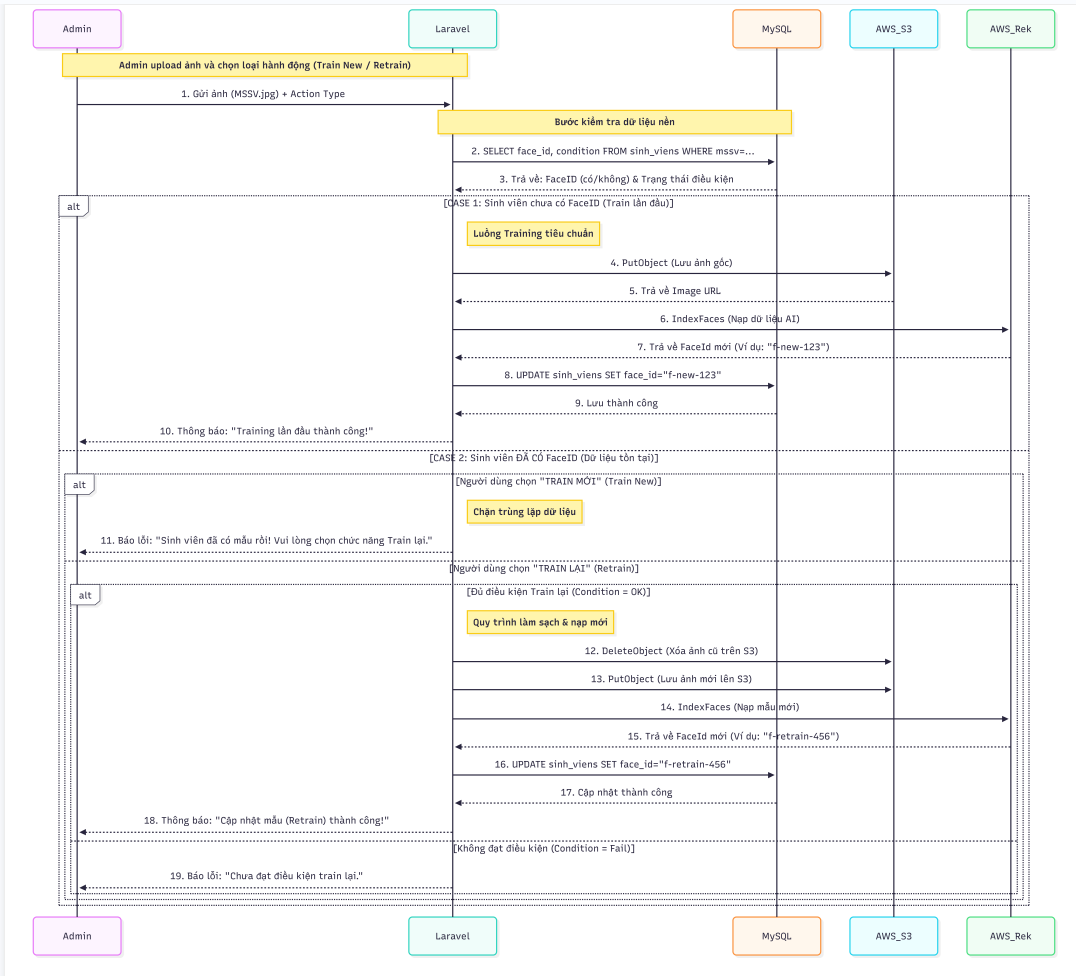 Admin Laravel MySQL AWS_S3 AWS_Rek
Admin upload ảnh và chọn loại hành động (Train New / Retrain)
1. Gửi ảnh (MSSV.jpg) + Action Type
Bước kiểm tra dữ liệu nền
2. SELECT face_id, condition FROM sinh_viens WHERE mssv=...
3. Trả về: FaceID (có/không) & Trạng thái điều kiện
alt
[CASE 1: Sinh viên chưa có FaceID (Train lần đầu)]
Luồng Training tiêu chuẩn
4. PutObject (Lưu ảnh gốc)
5. Trả về Image URL
6. IndexFaces (Nạp dữ liệu AI)
7. Trả về FaceId mới (Ví dụ: "f-new-123")
8. UPDATE sinh_viens SET face_id="f-new-123"
9. Lưu thành công
10. Thông báo: "Training lần đầu thành công!"
[CASE 2: Sinh viên ĐÃ CÓ FaceID (Dữ liệu tồn tại)]
alt
[Người dùng chọn "TRAIN MỚI" (Train New)]
Chặn trùng lặp dữ liệu
11. Báo lỗi: "Sinh viên đã có mẫu rồi! Vui lòng chọn chức năng Train lại."
[Người dùng chọn "TRAIN LẠI" (Retrain)]
alt
[Đủ điều kiện Train lại (Condition = OK)]
Quy trình làm sạch & nạp mới
12. DeleteObject (Xóa ảnh cũ trên S3)
13. PutObject (Lưu ảnh mới lên S3)
14. IndexFaces (Nạp mẫu mới)
15. Trả về FaceId mới (Ví dụ: "f-retrain-456")
16. UPDATE sinh_viens SET face_id="f-retrain-456"
17. Cập nhật thành công
18. Thông báo: "Cập nhật mẫu (Retrain) thành công!"
[Không đạt điều kiện (Condition = Fail)]
19. Báo lỗi: "Chưa đạt điều kiện train lại."
Admin Laravel MySQL AWS_S3 AWS_Rek